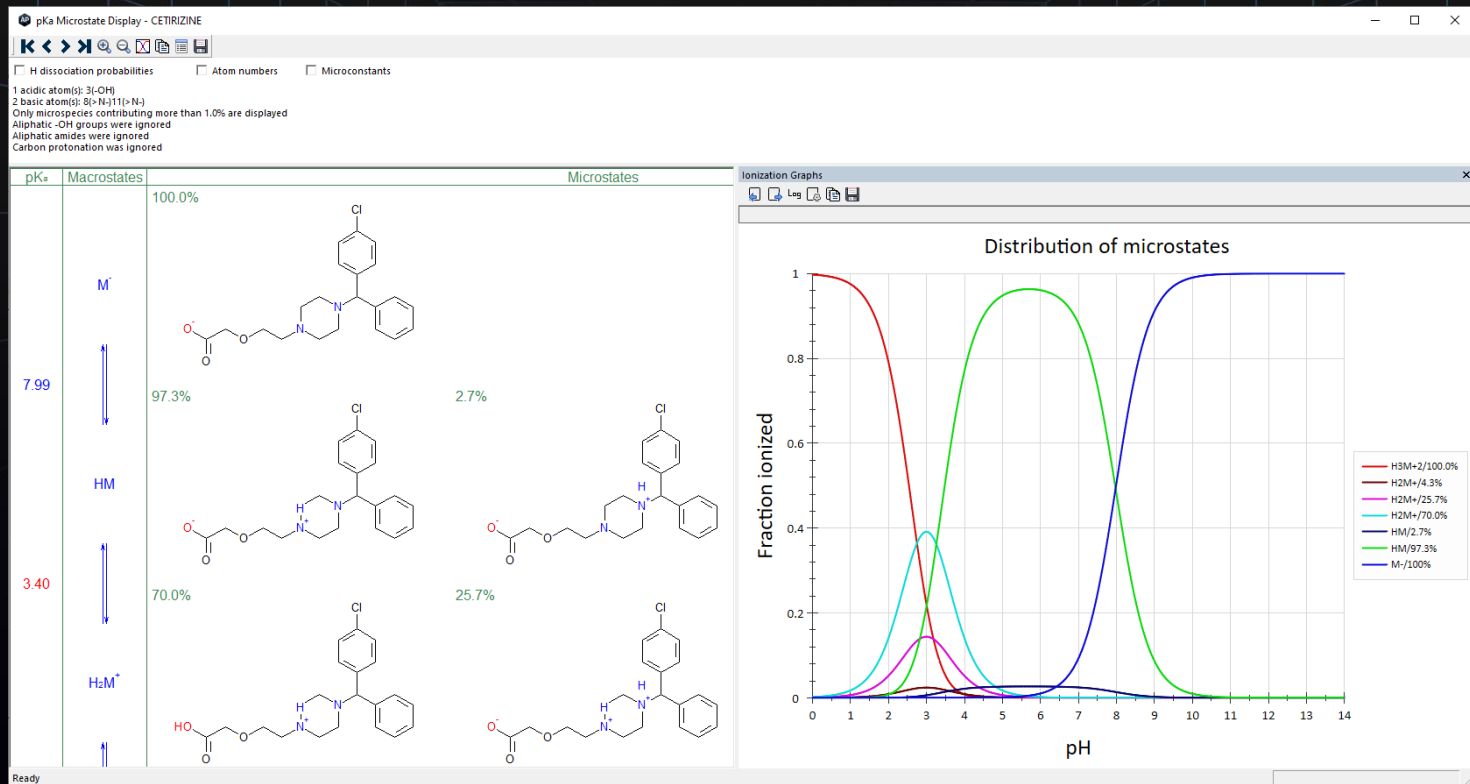 AP pKa Microstate Display - CETIRIZINE
H dissociation probabilities Atom numbers Microconstants
1 acidic atom(s): 3(-OH)
2 basic atom(s): 8(>N-)11(>N-)
Only microspecies contributing more than 1.0% are displayed
Aliphatic -OH groups were ignored
Aliphatic amides were ignored
Carbon protonation was ignored
pKa Macrostates Microstates
100.0%
Cl
M-
N
N
O-
O
O
7.99
97.3% 2.7%
Cl Cl
HM
H N H N+
O- N+ O- N
O O
O O
3.40
70.0% 25.7%
Cl Cl
H₂M+
H N H H N+
HO N+ O- N+
O O
O O
Ready
Ionization Graphs
Log
Distribution of microstates
Fraction ionized
1
0.8
0.6
0.4
0.2
0
0 1 2 3 4 5 6 7 8 9 10 11 12 13 14
pH
H3M+2/100.0%
H2M+/4.3%
H2M+/25.7%
H2M+/70.0%
HM/2.7%
HM/97.3%
M-/100%